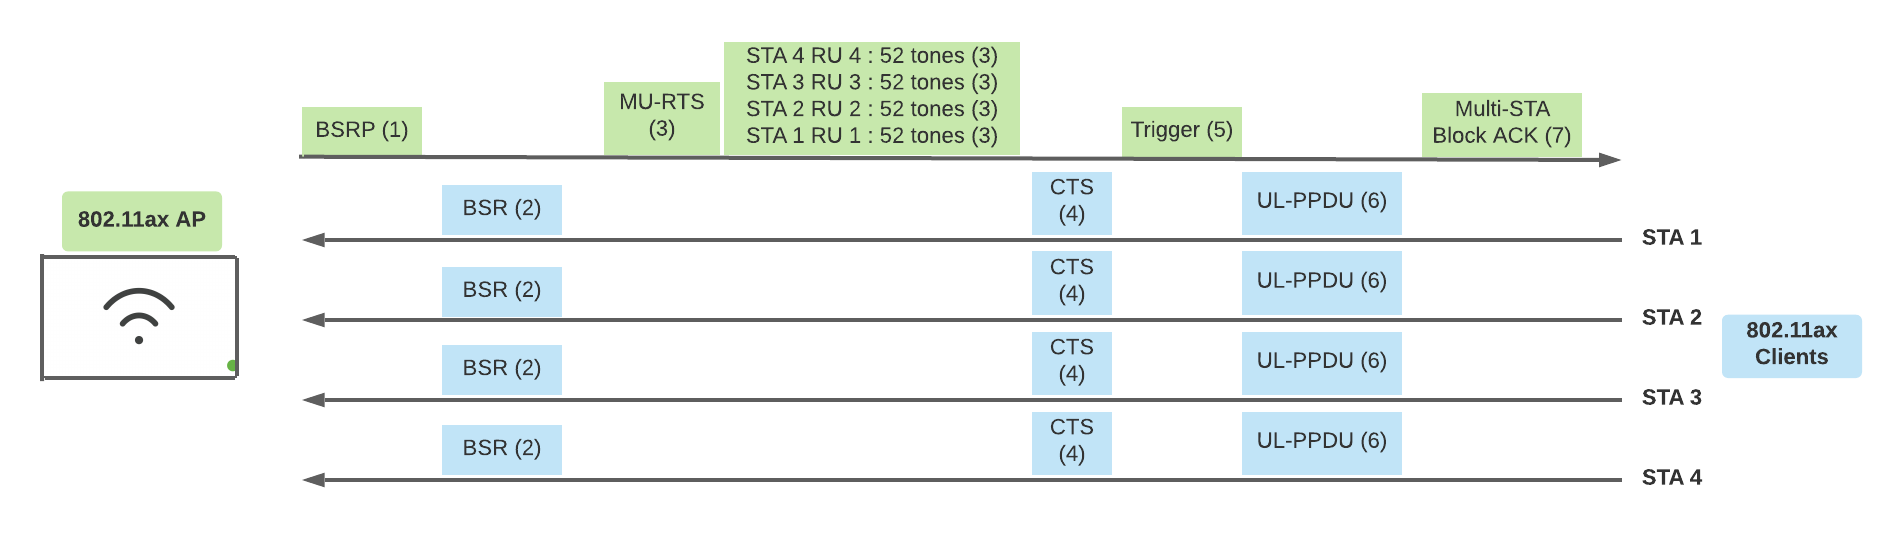 STA 4 RU 4 : 52 tones (3)
STA 3 RU 3 : 52 tones (3)
STA 2 RU 2 : 52 tones (3)
STA 1 RU 1 : 52 tones (3)
BSRP (1)
MU-RTS
(3)
Trigger (5)
Multi-STA
Block ACK (7)
802.11ax AP
BSR (2)
CTS
(4)
UL-PPDU (6)
STA 1
BSR (2)
CTS
(4)
UL-PPDU (6)
STA 2
BSR (2)
CTS
(4)
UL-PPDU (6)
STA 3
BSR (2)
CTS
(4)
UL-PPDU (6)
STA 4
802.11ax
Clients